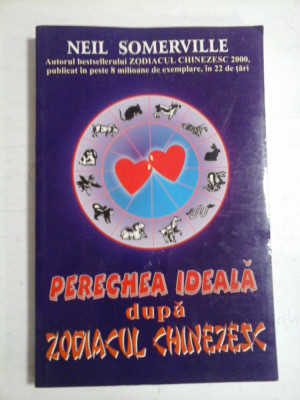 NEIL SOMERVILLE
Autorul bestsellerului ZODIACUL CHINEZESC 2000,
publicat în peste 8 milioane de exemplare, în 22 de țări
PERECHEA IDEALĂ
după
ZODIACUL CHINEZESC